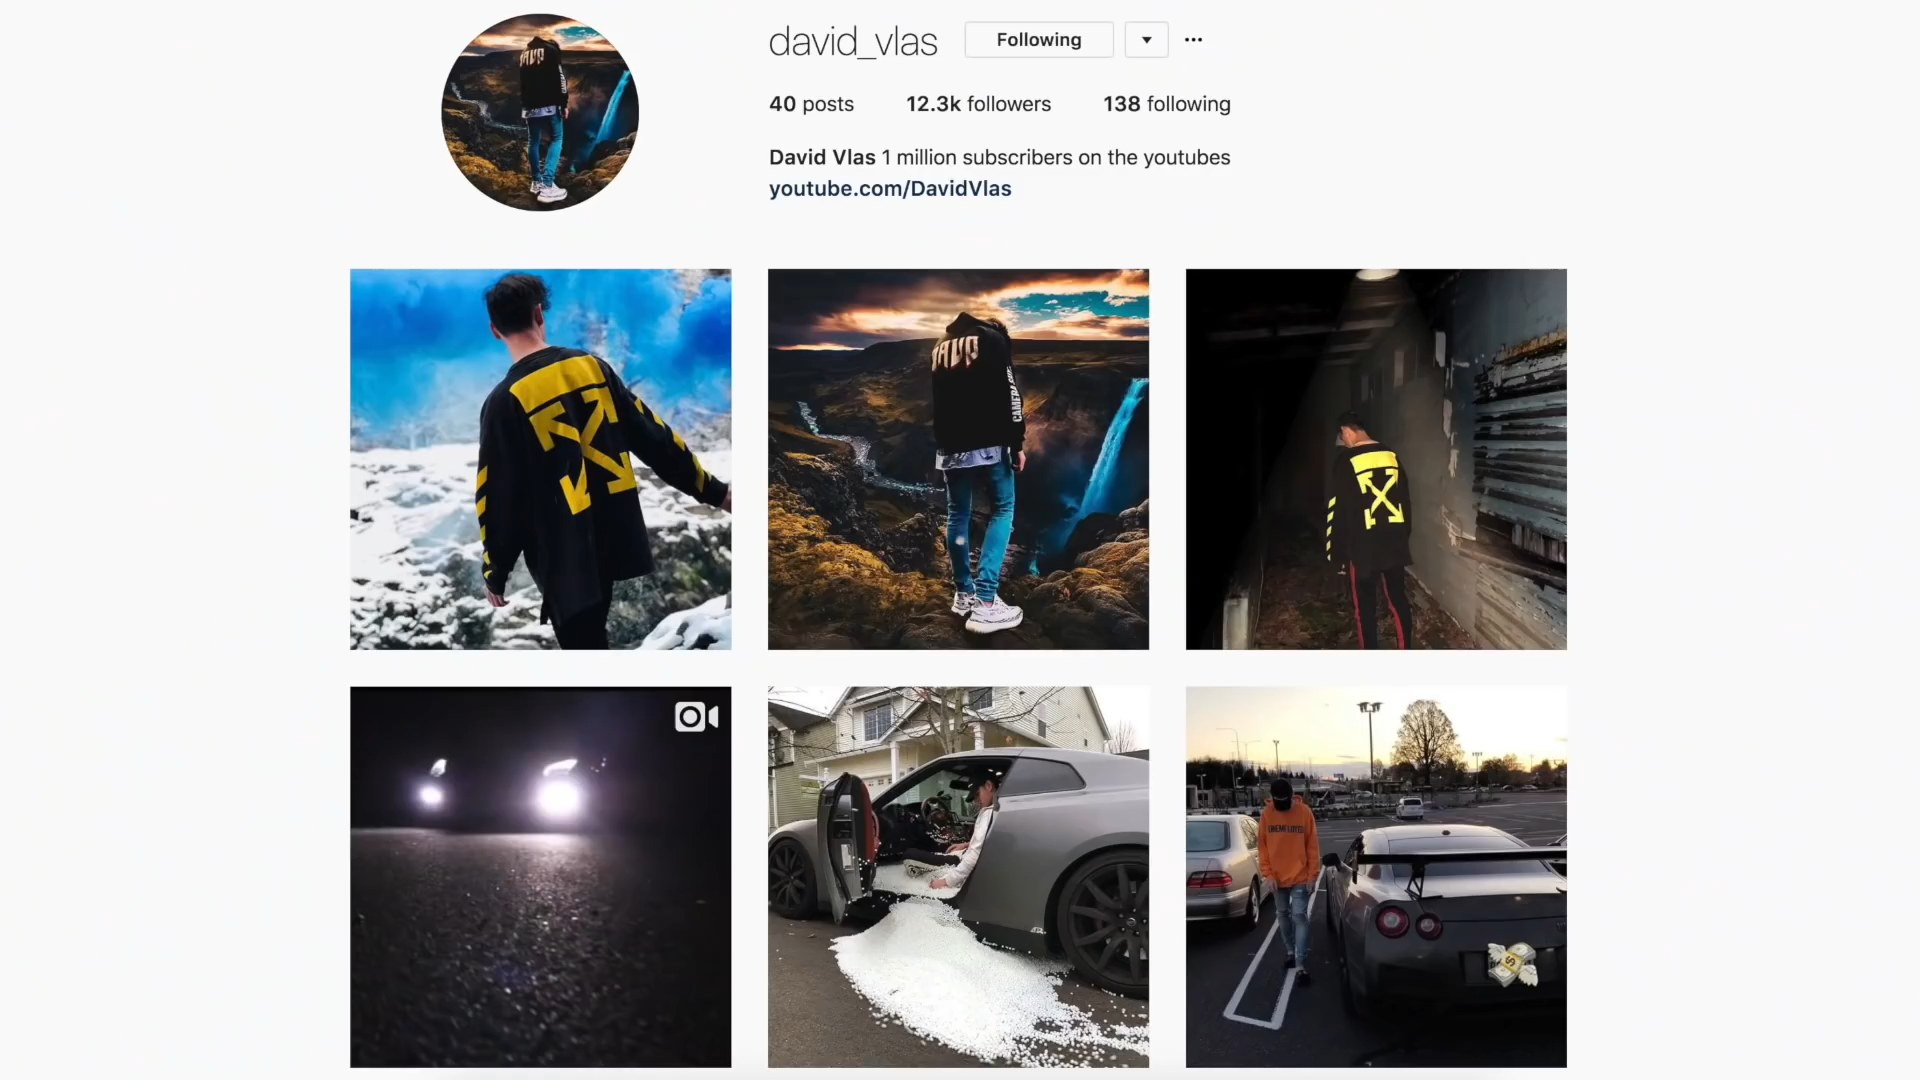 david_vlas Following
40 posts 12.3k followers 138 following
David Vlas 1 million subscribers on the youtubes
youtube.com/DavidVlas
UNEMPLOYED